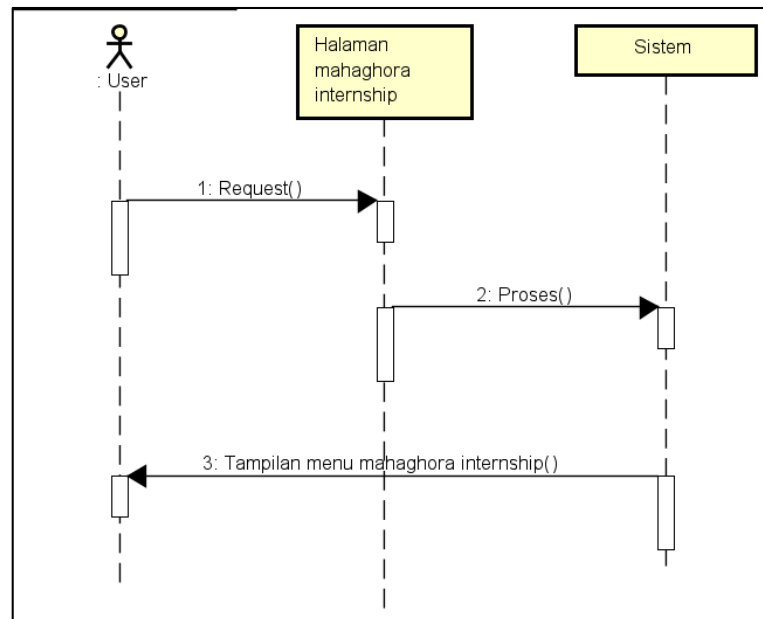 : User
Halaman
mahaghora
internship
Sistem
1: Request()
2: Proses()
3: Tampilan menu mahaghora internship()